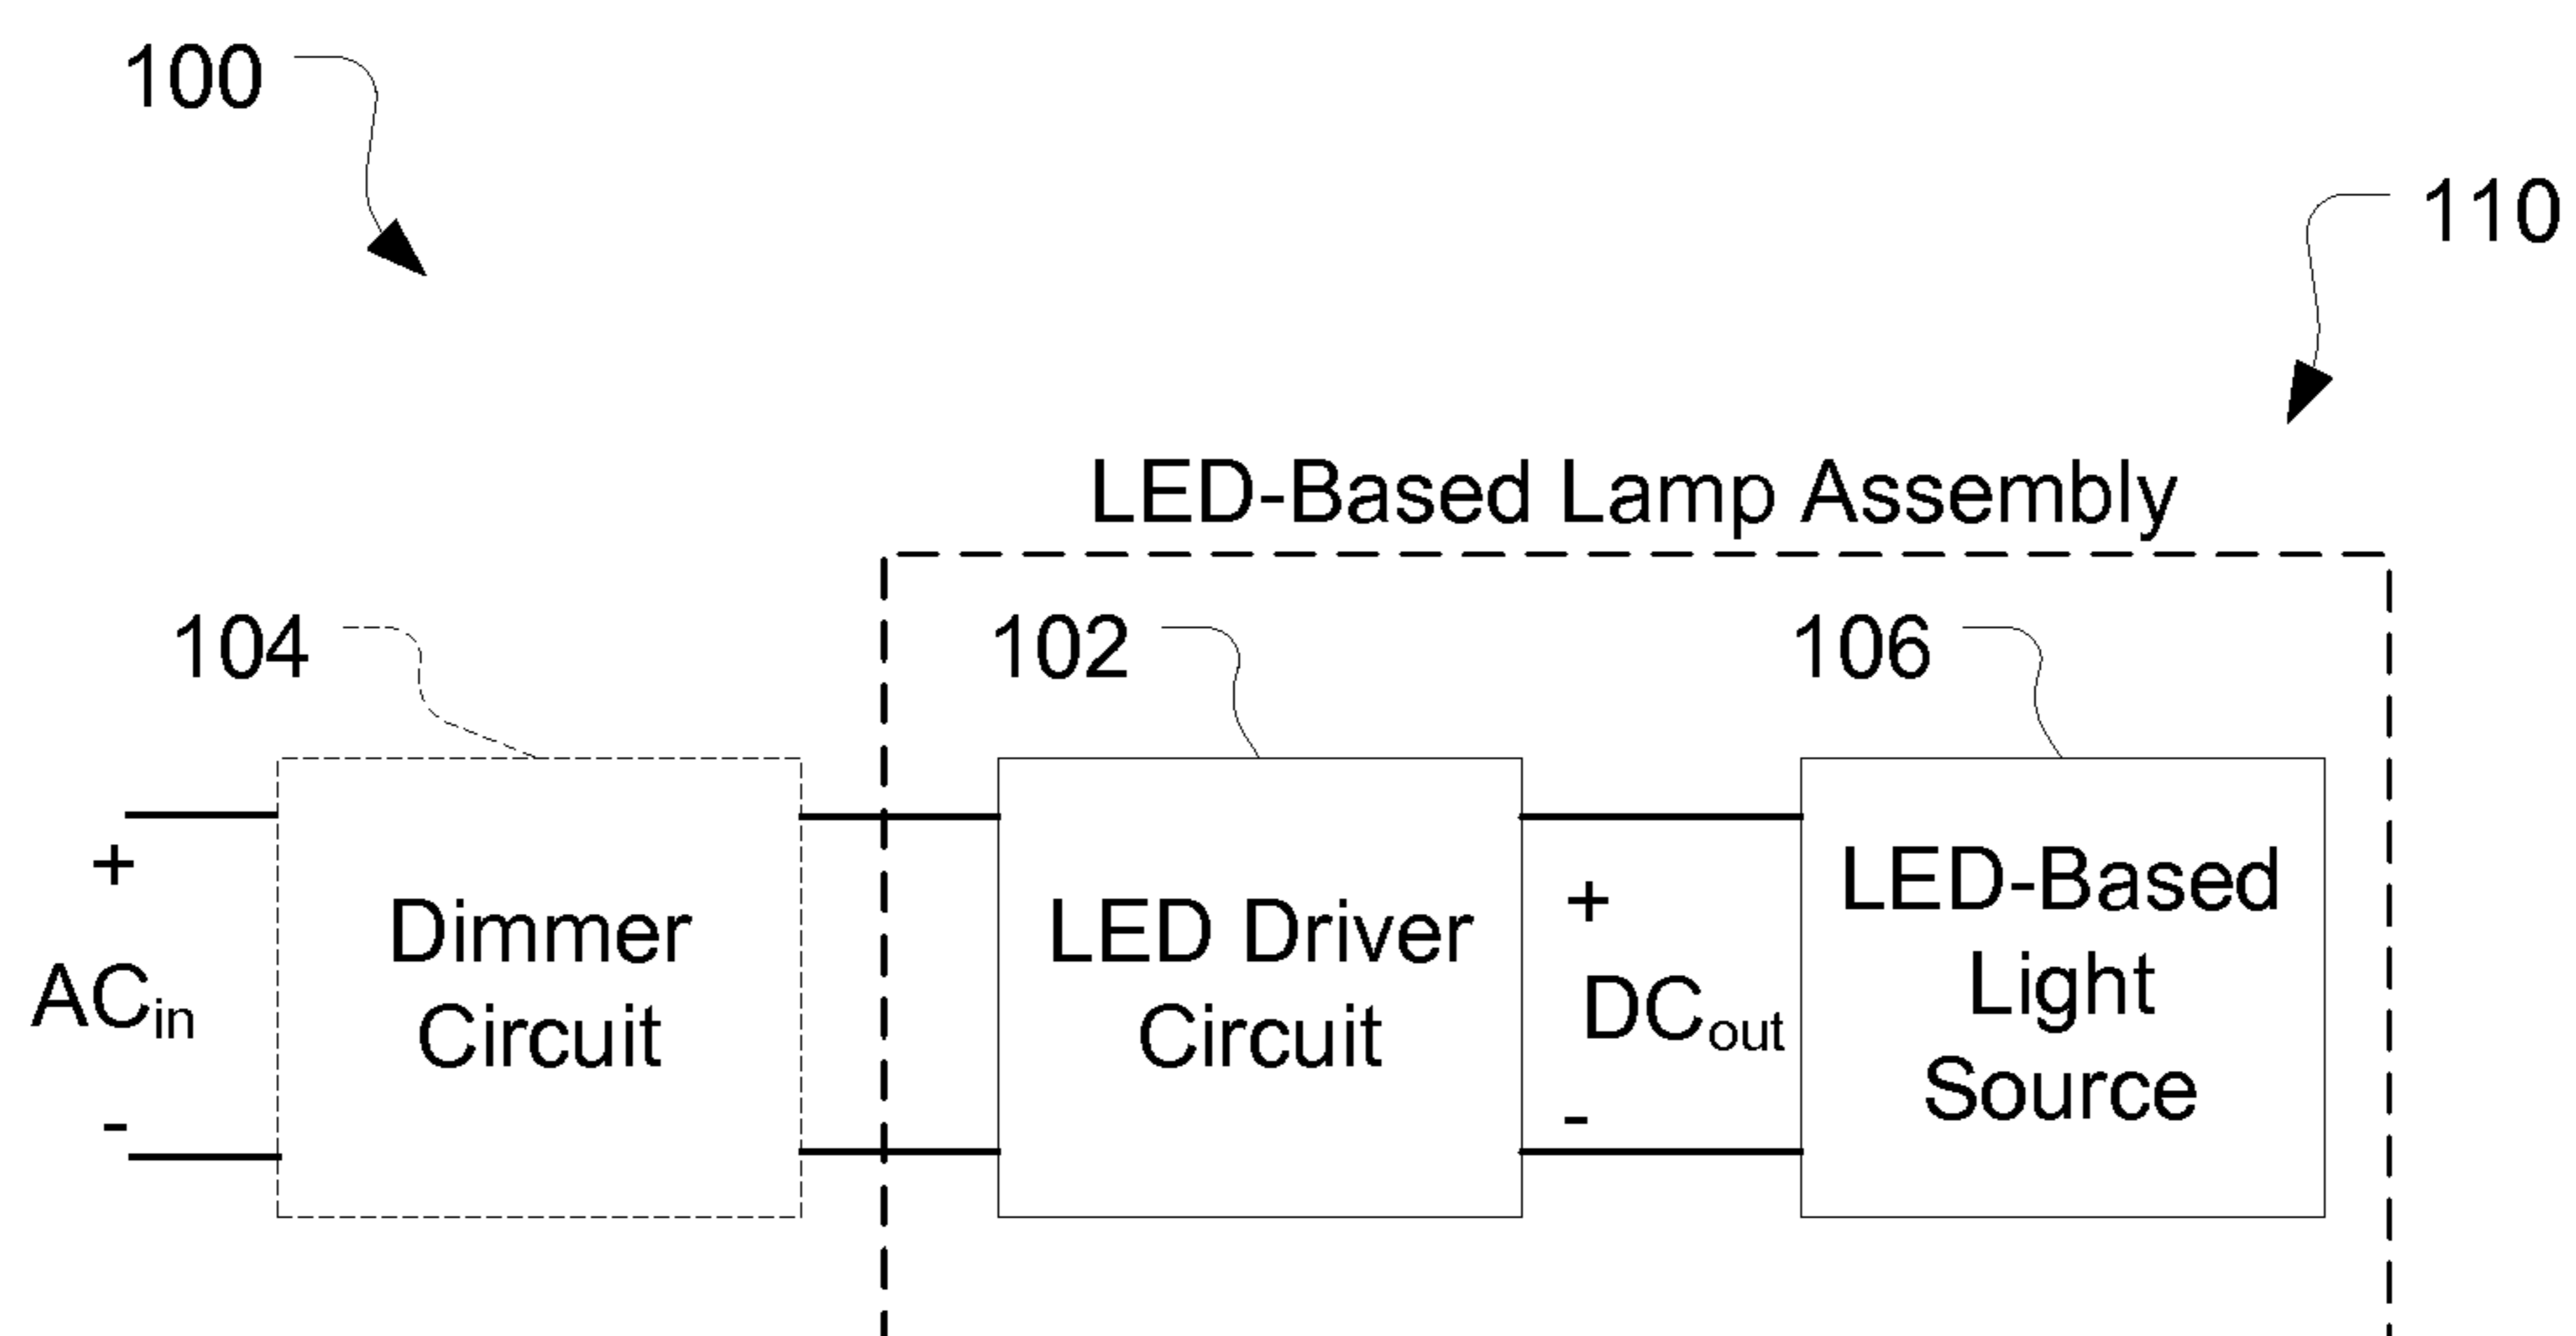 100
110
LED-Based Lamp Assembly
104
102
106
+
ACin
-
Dimmer
Circuit
LED Driver
Circuit
+
DCout
-
LED-Based
Light
Source